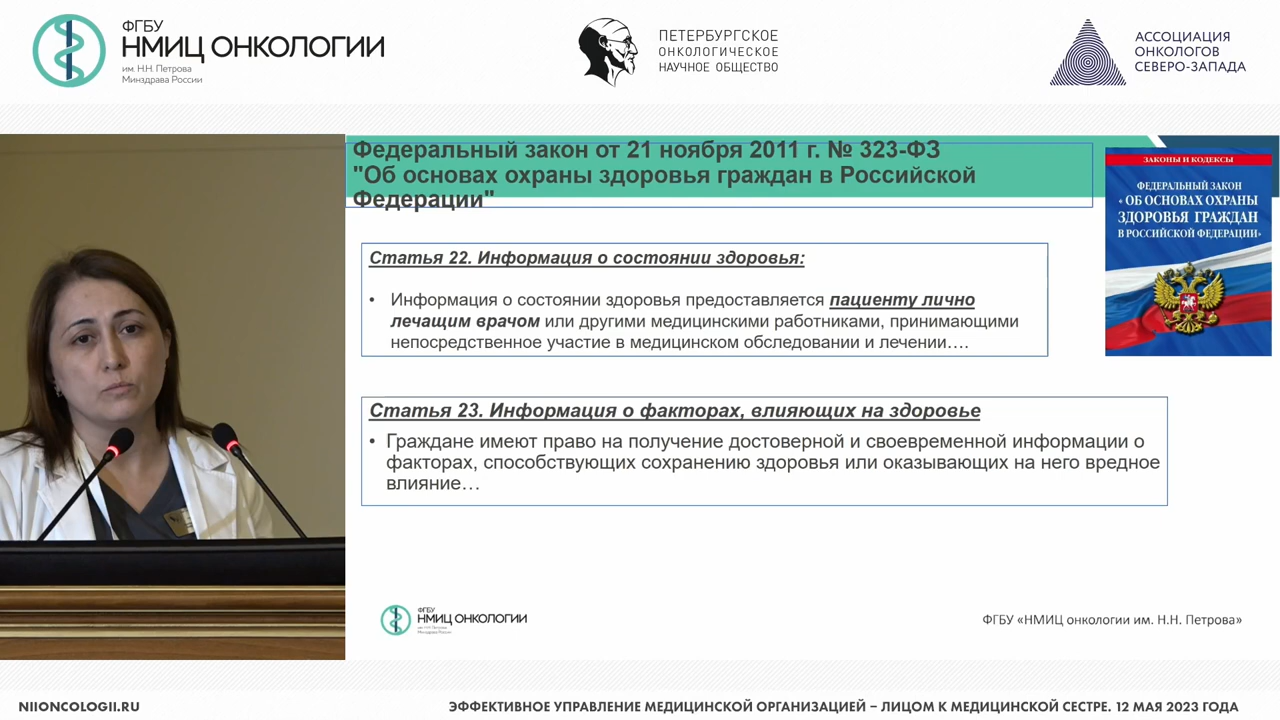 ФГБУ
НМИЦ ОНКОЛОГИИ
им. Н.Н. Петрова
Минздрава России
ПЕТЕРБУРГСКОЕ
ОНКОЛОГИЧЕСКОЕ
НАУЧНОЕ ОБЩЕСТВО
АССОЦИАЦИЯ
ОНКОЛОГОВ
СЕВЕРО-ЗАПАДА
Федеральный закон от 21 ноября 2011 г. № 323-ФЗ
"Об основах охраны здоровья граждан в Российской
Федерации"
ЗАКОНЫ И КОДЕКСЫ
ФЕДЕРАЛЬНЫЙ ЗАКОН
«ОБ ОСНОВАХ ОХРАНЫ
ЗДОРОВЬЯ ГРАЖДАН
В РОССИЙСКОЙ ФЕДЕРАЦИИ»
Статья 22. Информация о состоянии здоровья:
• Информация о состоянии здоровья предоставляется пациенту лично
лечащим врачом или другими медицинскими работниками, принимающими
непосредственное участие в медицинском обследовании и лечении….
Статья 23. Информация о факторах, влияющих на здоровье
• Граждане имеют право на получение достоверной и своевременной информации о
факторах, способствующих сохранению здоровья или оказывающих на него вредное
влияние…
ФГБУ
НМИЦ ОНКОЛОГИИ
им. Н.Н. Петрова
Минздрава России
ФГБУ «НМИЦ онкологии им. Н.Н. Петрова»
NIIONCOLOGII.RU
ЭФФЕКТИВНОЕ УПРАВЛЕНИЕ МЕДИЦИНСКОЙ ОРГАНИЗАЦИЕЙ – ЛИЦОМ К МЕДИЦИНСКОЙ СЕСТРЕ. 12 МАЯ 2023 ГОДА